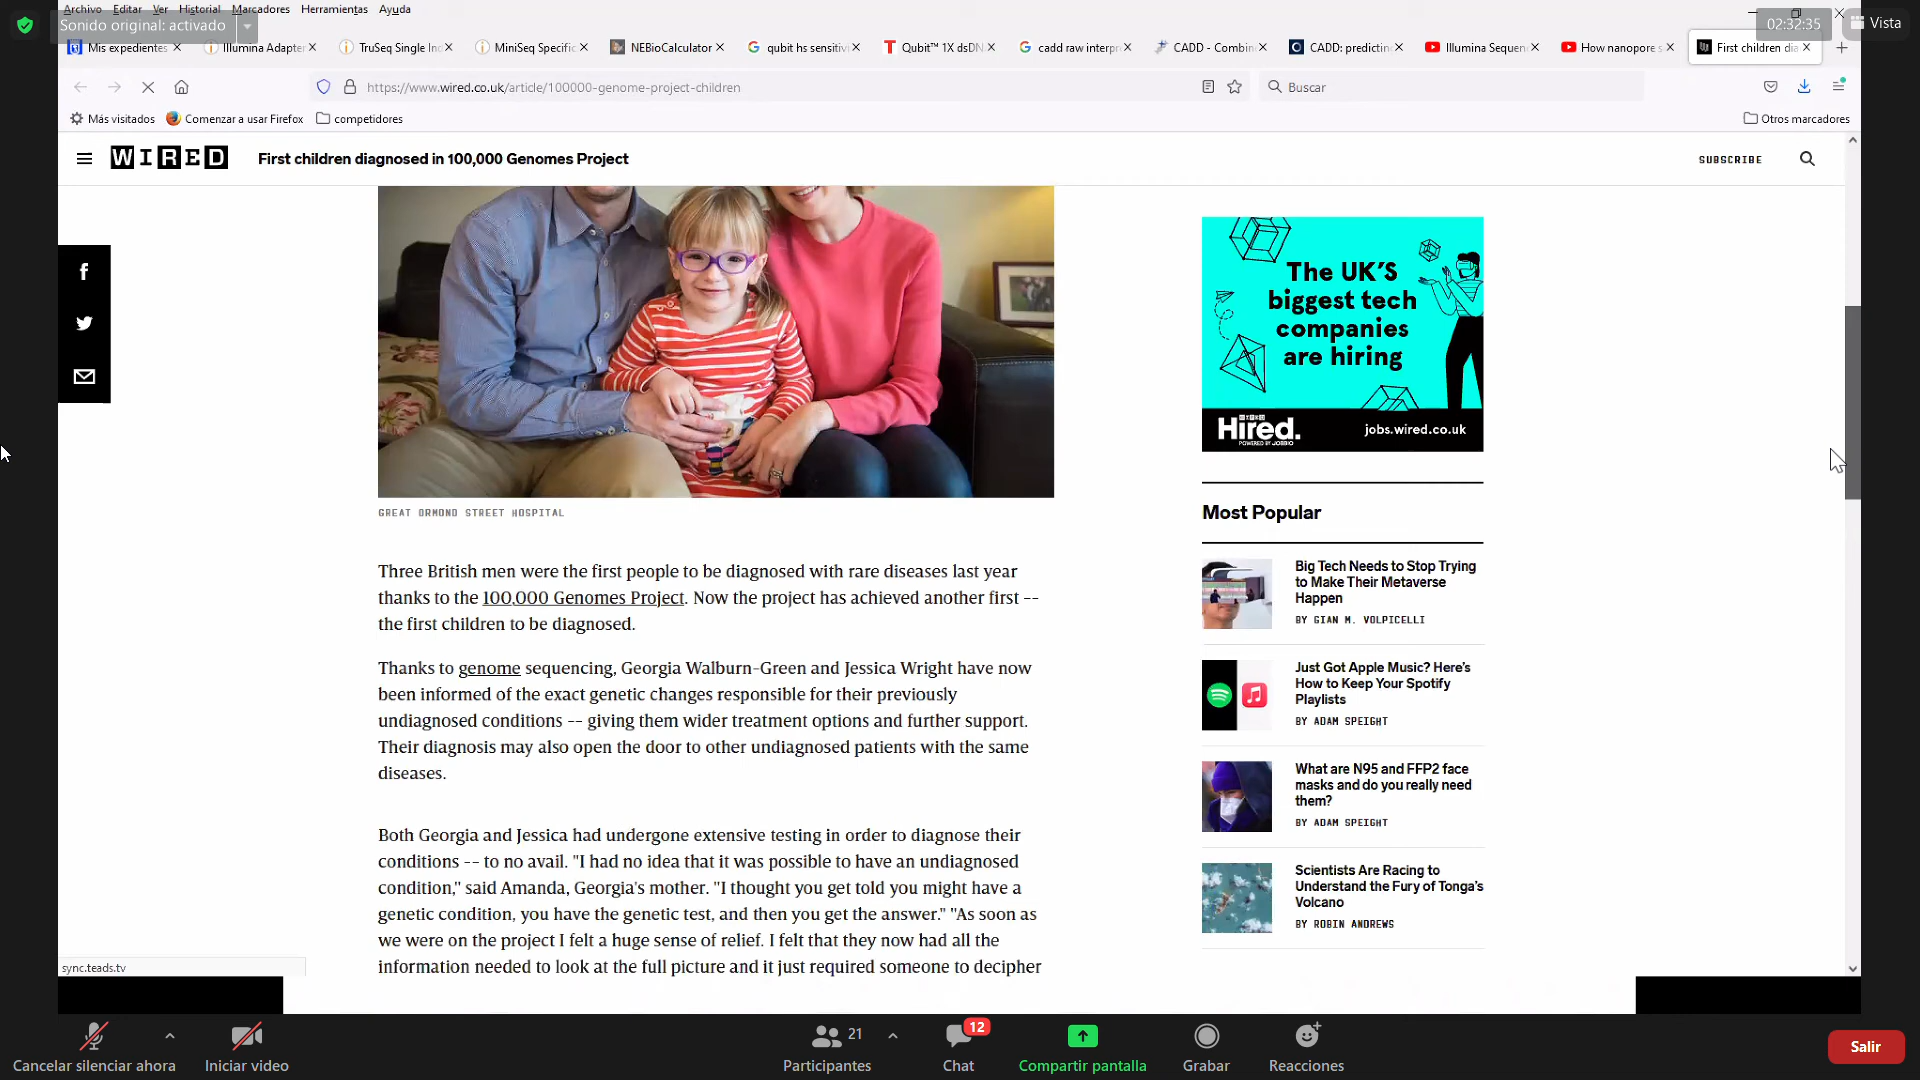 Archivo Editar Ver Historial Marcadores Herramientas Ayuda
Sonido original: activado
02:32:35
Vista
Mis expedientes
Illumina Adapter
TruSeq Single Inc
MiniSeq Specific
NEBioCalculator
qubit hs sensitivi
Qubit™ 1X dsDN
cadd raw interpr
CADD - Combin
CADD: predictin
Illumina Sequen
How nanopore s
First children dia
https://www.wired.co.uk/article/100000-genome-project-children
Buscar
Más visitados
Comenzar a usar Firefox
competidores
Otros marcadores
WIRED
First children diagnosed in 100,000 Genomes Project
SUBSCRIBE
GREAT ORMOND STREET HOSPITAL
Three British men were the first people to be diagnosed with rare diseases last year
thanks to the 100,000 Genomes Project. Now the project has achieved another first --
the first children to be diagnosed.
Thanks to genome sequencing, Georgia Walburn-Green and Jessica Wright have now
been informed of the exact genetic changes responsible for their previously
undiagnosed conditions -- giving them wider treatment options and further support.
Their diagnosis may also open the door to other undiagnosed patients with the same
diseases.
Both Georgia and Jessica had undergone extensive testing in order to diagnose their
conditions -- to no avail. "I had no idea that it was possible to have an undiagnosed
condition," said Amanda, Georgia's mother. "I thought you get told you might have a
genetic condition, you have the genetic test, and then you get the answer." "As soon as
we were on the project I felt a huge sense of relief. I felt that they now had all the
information needed to look at the full picture and it just required someone to decipher
The UK'S
biggest tech
companies
are hiring
WIRED
Hired.
POWERED BY JOBBIO
jobs.wired.co.uk
Most Popular
Big Tech Needs to Stop Trying
to Make Their Metaverse
Happen
BY GIAN M. VOLPICELLI
Just Got Apple Music? Here's
How to Keep Your Spotify
Playlists
BY ADAM SPEIGHT
What are N95 and FFP2 face
masks and do you really need
them?
BY ADAM SPEIGHT
Scientists Are Racing to
Understand the Fury of Tonga's
Volcano
BY ROBIN ANDREWS
sync.teads.tv
Cancelar silenciar ahora
Iniciar video
21
Participantes
12
Chat
Compartir pantalla
Grabar
Reacciones
Salir